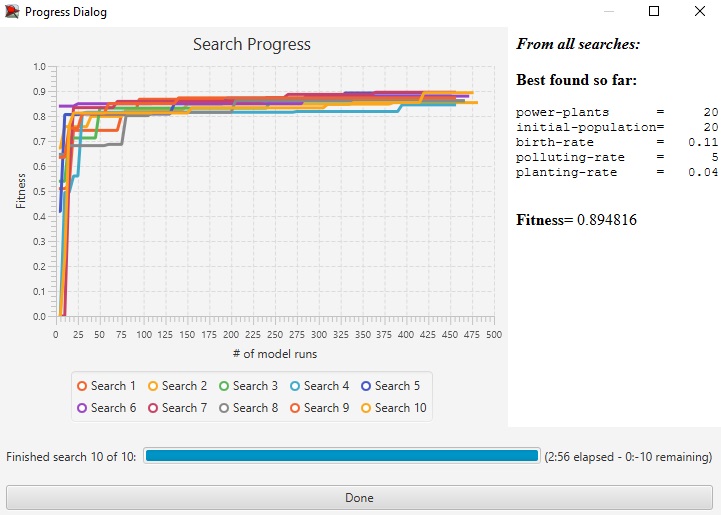 Progress Dialog
Search Progress
Fitness
1.0
0.9
0.8
0.7
0.6
0.5
0.4
0.3
0.2
0.1
0.0
0 25 50 75 100 125 150 175 200 225 250 275 300 325 350 375 400 425 450 475 500
# of model runs
Search 1 Search 2 Search 3 Search 4 Search 5
Search 6 Search 7 Search 8 Search 9 Search 10
From all searches:
Best found so far:
power-plants = 20
initial-population= 20
birth-rate = 0.11
polluting-rate = 5
planting-rate = 0.04
Fitness= 0.894816
Finished search 10 of 10: (2:56 elapsed - 0:-10 remaining)
Done